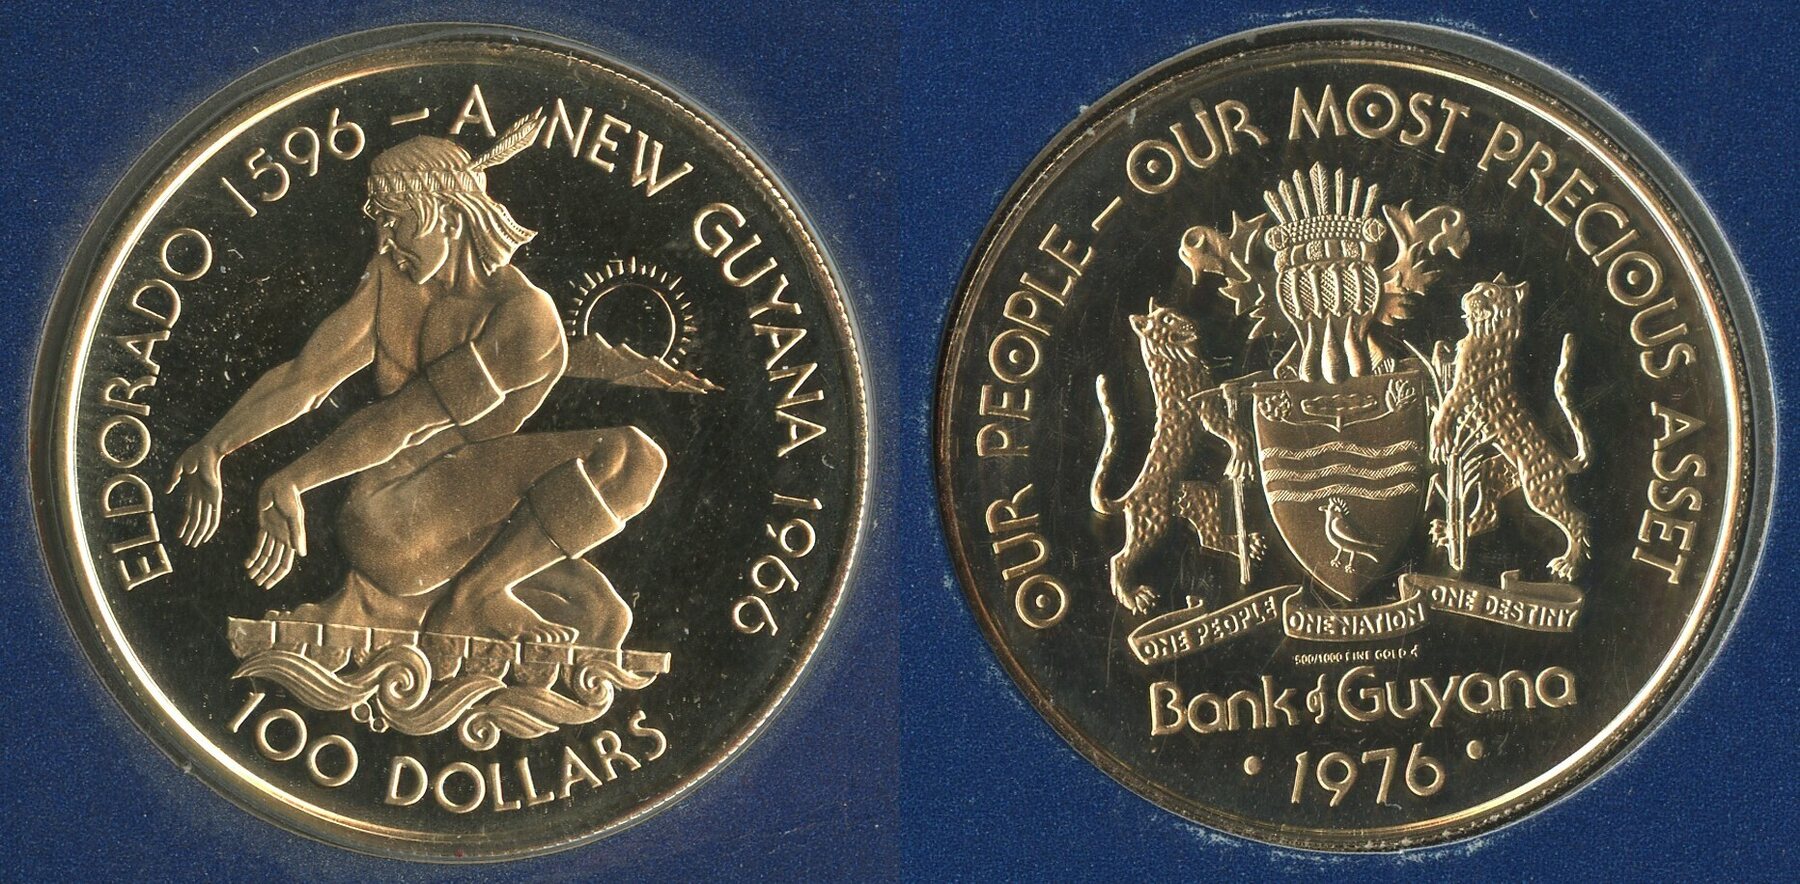 ELDORADO 1596 – A NEW GUYANA 1966
100 DOLLARS
OUR PEOPLE – OUR MOST PRECIOUS ASSET
ONE PEOPLE ONE NATION ONE DESTINY
500/1000 FINE GOLD
Bank of Guyana
• 1976 •